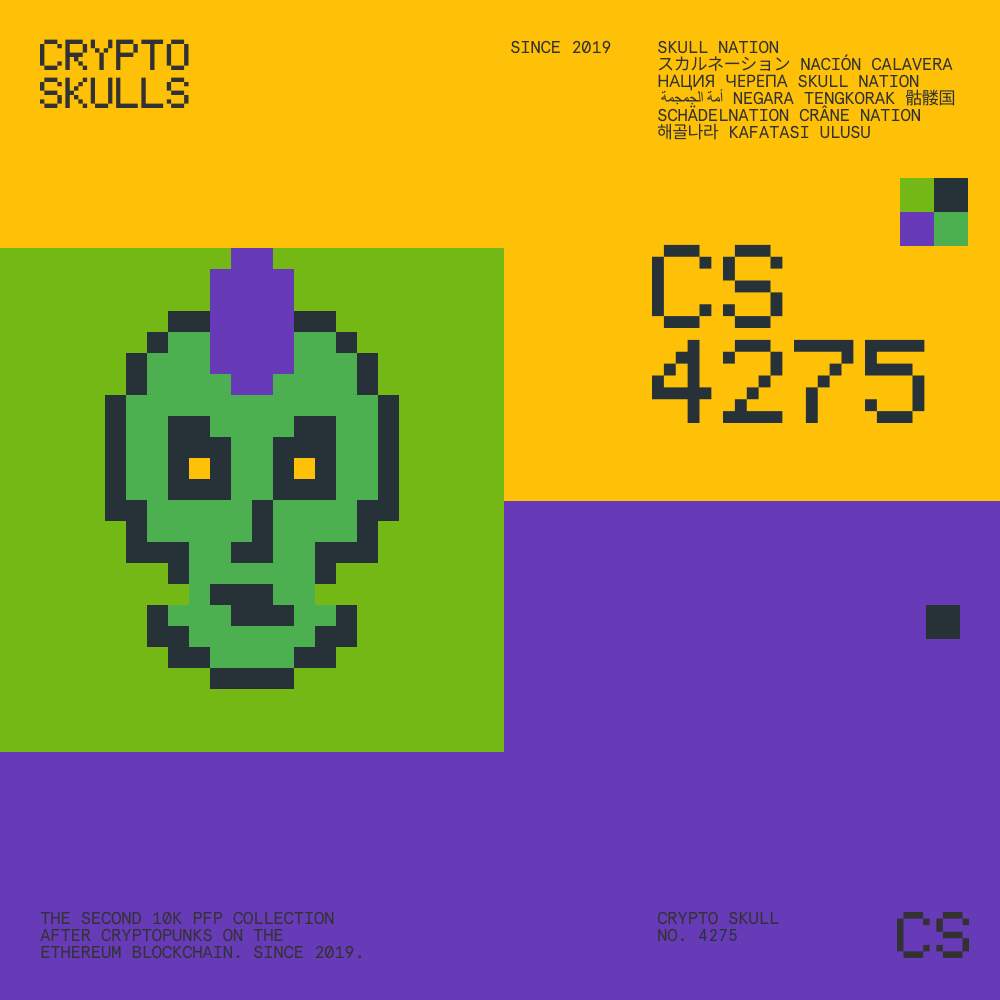 CRYPTO
SKULLS
SINCE 2019
SKULL NATION
スカルネーション NACIÓN CALAVERA
НАЦИЯ ЧЕРЕПА SKULL NATION
أمة الجمجمة NEGARA TENGKORAK 骷髅国
SCHÄDELNATION CRÂNE NATION
해골나라 KAFATASI ULUSU
CS
4275
THE SECOND 10K PFP COLLECTION
AFTER CRYPTOPUNKS ON THE
ETHEREUM BLOCKCHAIN. SINCE 2019.
CRYPTO SKULL
NO. 4275
CS